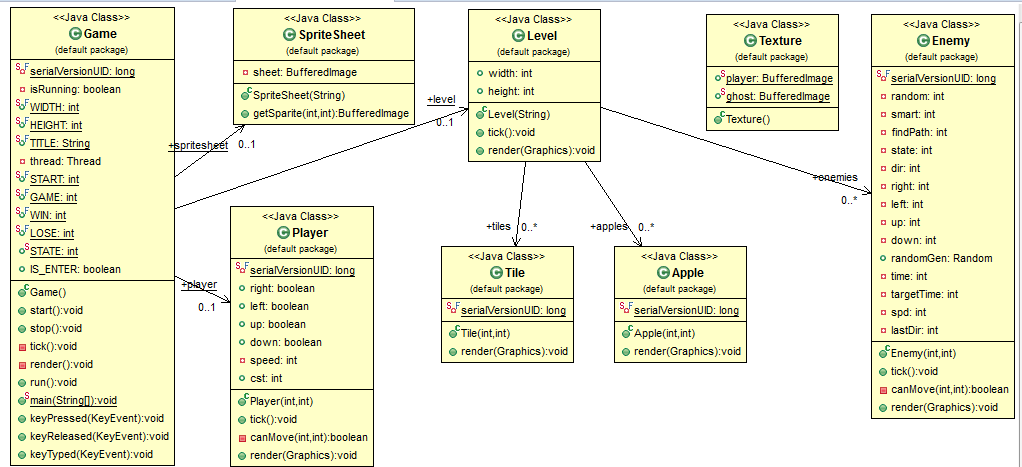 <<Java Class>>
Game
(default package)
serialVersionUID: long
isRunning: boolean
WIDTH: int
HEIGHT: int
TITLE: String
thread: Thread
START: int
GAME: int
WIN: int
LOSE: int
STATE: int
IS_ENTER: boolean
Game()
start():void
stop():void
tick():void
render():void
run():void
main(String[]):void
keyPressed(KeyEvent):void
keyReleased(KeyEvent):void
keyTyped(KeyEvent):void
<<Java Class>>
SpriteSheet
(default package)
sheet: BufferedImage
SpriteSheet(String)
getSparite(int,int):BufferedImage
+spritesheet
0..1
+level
0..1
+player
0..1
<<Java Class>>
Player
(default package)
serialVersionUID: long
right: boolean
left: boolean
up: boolean
down: boolean
speed: int
cst: int
Player(int,int)
tick():void
canMove(int,int):boolean
render(Graphics):void
<<Java Class>>
Level
(default package)
width: int
height: int
Level(String)
tick():void
render(Graphics):void
+tiles
0..*
+apples
0..*
+enemies
0..*
<<Java Class>>
Tile
(default package)
serialVersionUID: long
Tile(int,int)
render(Graphics):void
<<Java Class>>
Apple
(default package)
serialVersionUID: long
Apple(int,int)
render(Graphics):void
<<Java Class>>
Texture
(default package)
player: BufferedImage
ghost: BufferedImage
Texture()
<<Java Class>>
Enemy
(default package)
serialVersionUID: long
random: int
smart: int
findPath: int
state: int
dir: int
right: int
left: int
up: int
down: int
randomGen: Random
time: int
targetTime: int
spd: int
lastDir: int
Enemy(int,int)
tick():void
canMove(int,int):boolean
render(Graphics):void